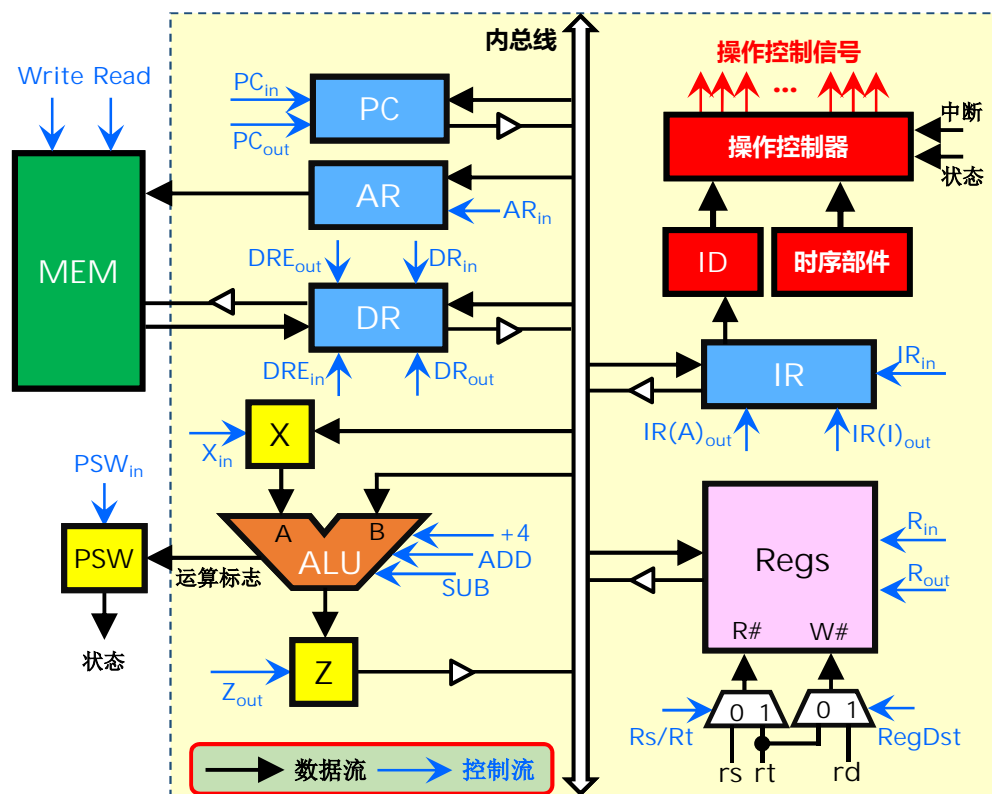 内总线
操作控制信号
...
Write Read
PC
PCin
PCout
中断
操作控制器
状态
AR
ARin
MEM
ID
时序部件
DREout
DRin
DR
DREin
DRout
IR
IRin
IR(A)out
IR(I)out
X
Xin
PSWin
A
B
ALU
+4
ADD
SUB
PSW
运算标志
状态
Regs
Rin
Rout
R#
W#
Z
Zout
0 1
0 1
Rs/Rt
RegDst
rs
rt
rd
数据流
控制流